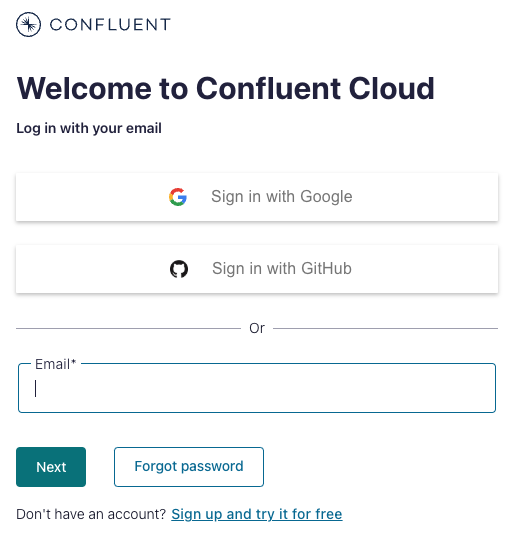 CONFLUENT
Welcome to Confluent Cloud
Log in with your email
Sign in with Google
Sign in with GitHub
Or
Email*
Next
Forgot password
Don't have an account? Sign up and try it for free